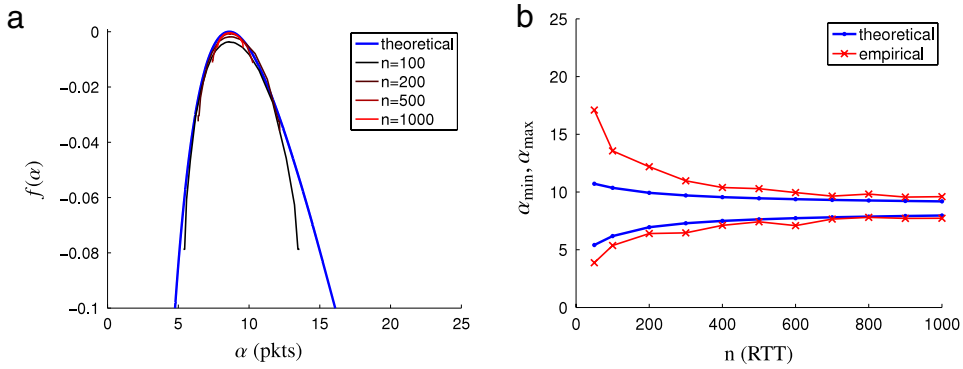 a
0
−0.02
−0.04
−0.06
−0.08
−0.1
f(α)
theoretical
n=100
n=200
n=500
n=1000
0 5 10 15 20 25
α (pkts)
b
25
20
15
10
5
0
α_min, α_max
theoretical
empirical
0 200 400 600 800 1000
n (RTT)